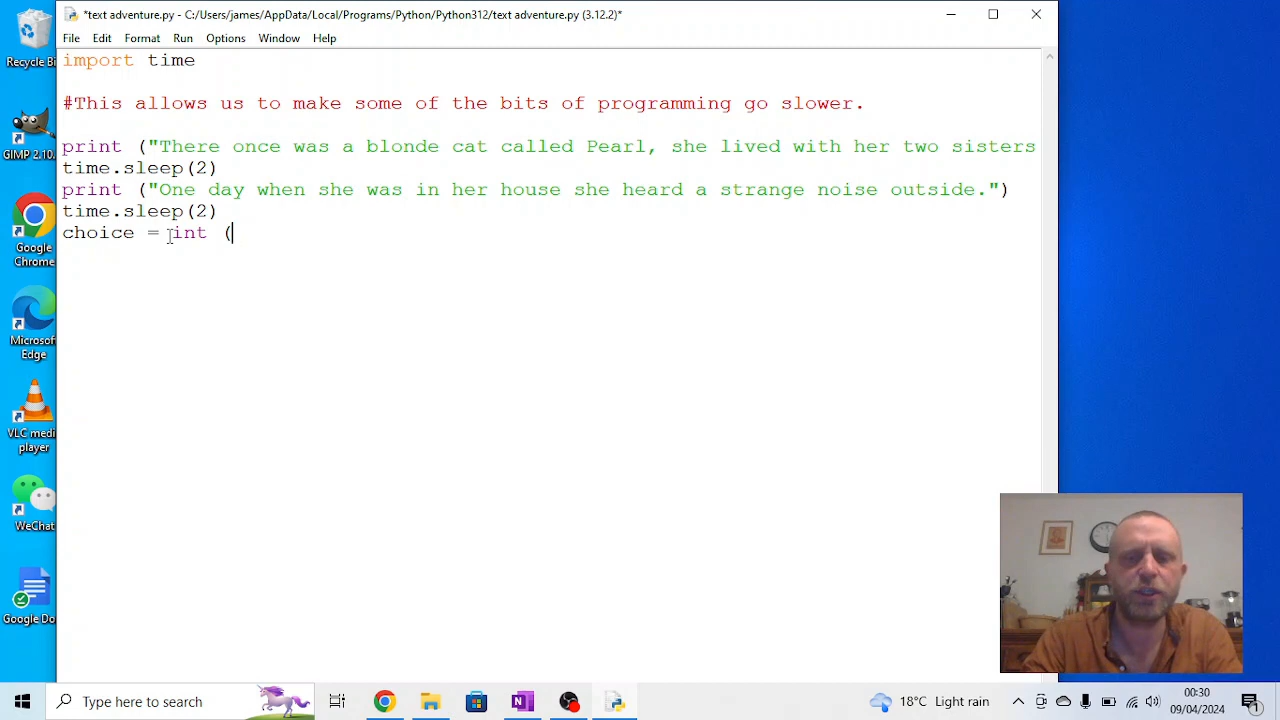 *text adventure.py - C:/Users/james/AppData/Local/Programs/Python/Python312/text adventure.py (3.12.2)*
File Edit Format Run Options Window Help
import time
#This allows us to make some of the bits of programming go slower.
print ("There once was a blonde cat called Pearl, she lived with her two sisters
time.sleep(2)
print ("One day when she was in her house she heard a strange noise outside.")
time.sleep(2)
choice = int (
Recycle Bi
GIMP 2.10.
Google
Chrome
Microsof
Edge
VLC medi
player
WeChat
Google Do
Type here to search
18°C Light rain
00:30
09/04/2024
1